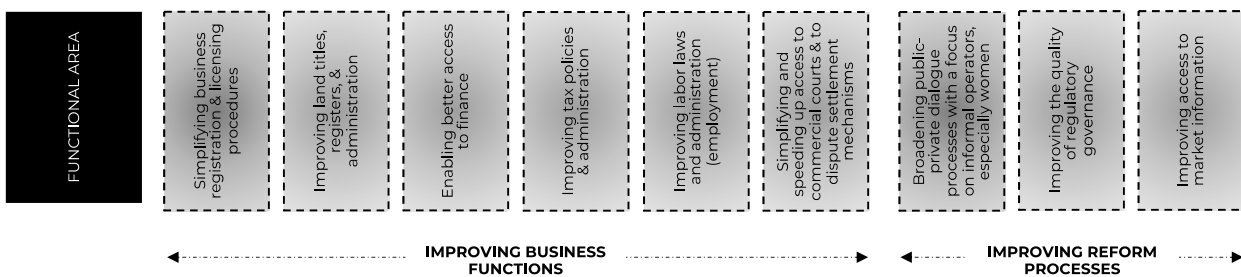 FUNCTIONAL AREA
Simplifying business
registration & licensing
procedures
Improving land titles,
registers, &
administration
Enabling better access
to finance
Improving tax policies
& administration
Improving labor laws
and administration
(employment)
Simplifying and
speeding up access to
commercial courts & to
dispute settlement
mechanisms
Broadening public-
private dialogue
processes with a focus
on informal operators,
especially women
Improving the quality
of regulatory
governance
Improving access to
market information
IMPROVING BUSINESS
FUNCTIONS
IMPROVING REFORM
PROCESSES